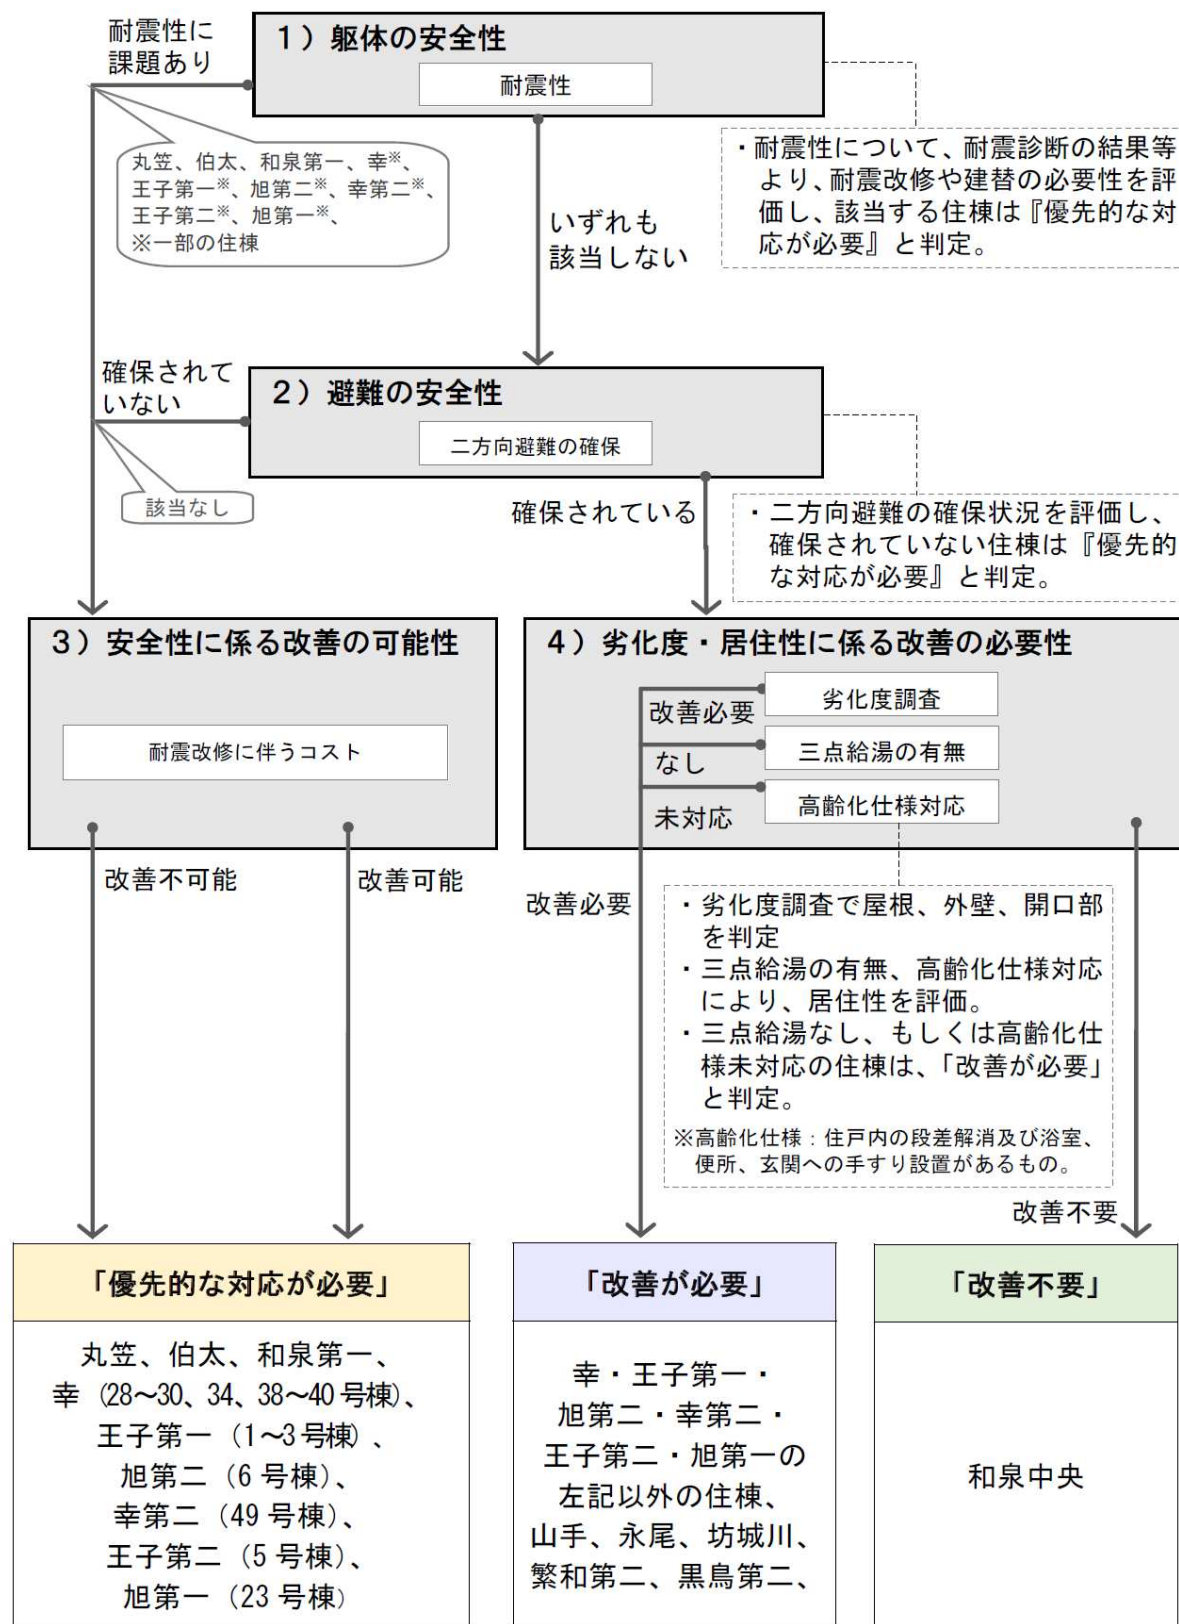 耐震性に
課題あり
1）躯体の安全性
耐震性
丸笠、伯太、和泉第一、幸※、
王子第一※、旭第二※、幸第二※、
王子第二※、旭第一※、
※一部の住棟
いずれも
該当しない
・耐震性について、耐震診断の結果等
より、耐震改修や建替の必要性を評
価し、該当する住棟は『優先的な対
応が必要』と判定。
確保されて
いない
2）避難の安全性
二方向避難の確保
該当なし
確保されている
・二方向避難の確保状況を評価し、
確保されていない住棟は『優先的
な対応が必要』と判定。
3）安全性に係る改善の可能性
耐震改修に伴うコスト
4）劣化度・居住性に係る改善の必要性
劣化度調査
改善必要
三点給湯の有無
なし
高齢化仕様対応
未対応
改善不可能
改善可能
改善必要
・劣化度調査で屋根、外壁、開口部
を判定
・三点給湯の有無、高齢化仕様対応
により、居住性を評価。
・三点給湯なし、もしくは高齢化仕
様未対応の住棟は、「改善が必要」
と判定。
※高齢化仕様：住戸内の段差解消及び浴室、
便所、玄関への手すり設置があるもの。
改善不要
「優先的な対応が必要」
丸笠、伯太、和泉第一、
幸（28～30、34、38～40号棟）、
王子第一（1～3号棟）、
旭第二（6号棟）、
幸第二（49号棟）、
王子第二（5号棟）、
旭第一（23号棟）
「改善が必要」
幸・王子第一・
旭第二・幸第二・
王子第二・旭第一の
左記以外の住棟、
山手、永尾、坊城川、
繁和第二、黒鳥第二、
「改善不要」
和泉中央